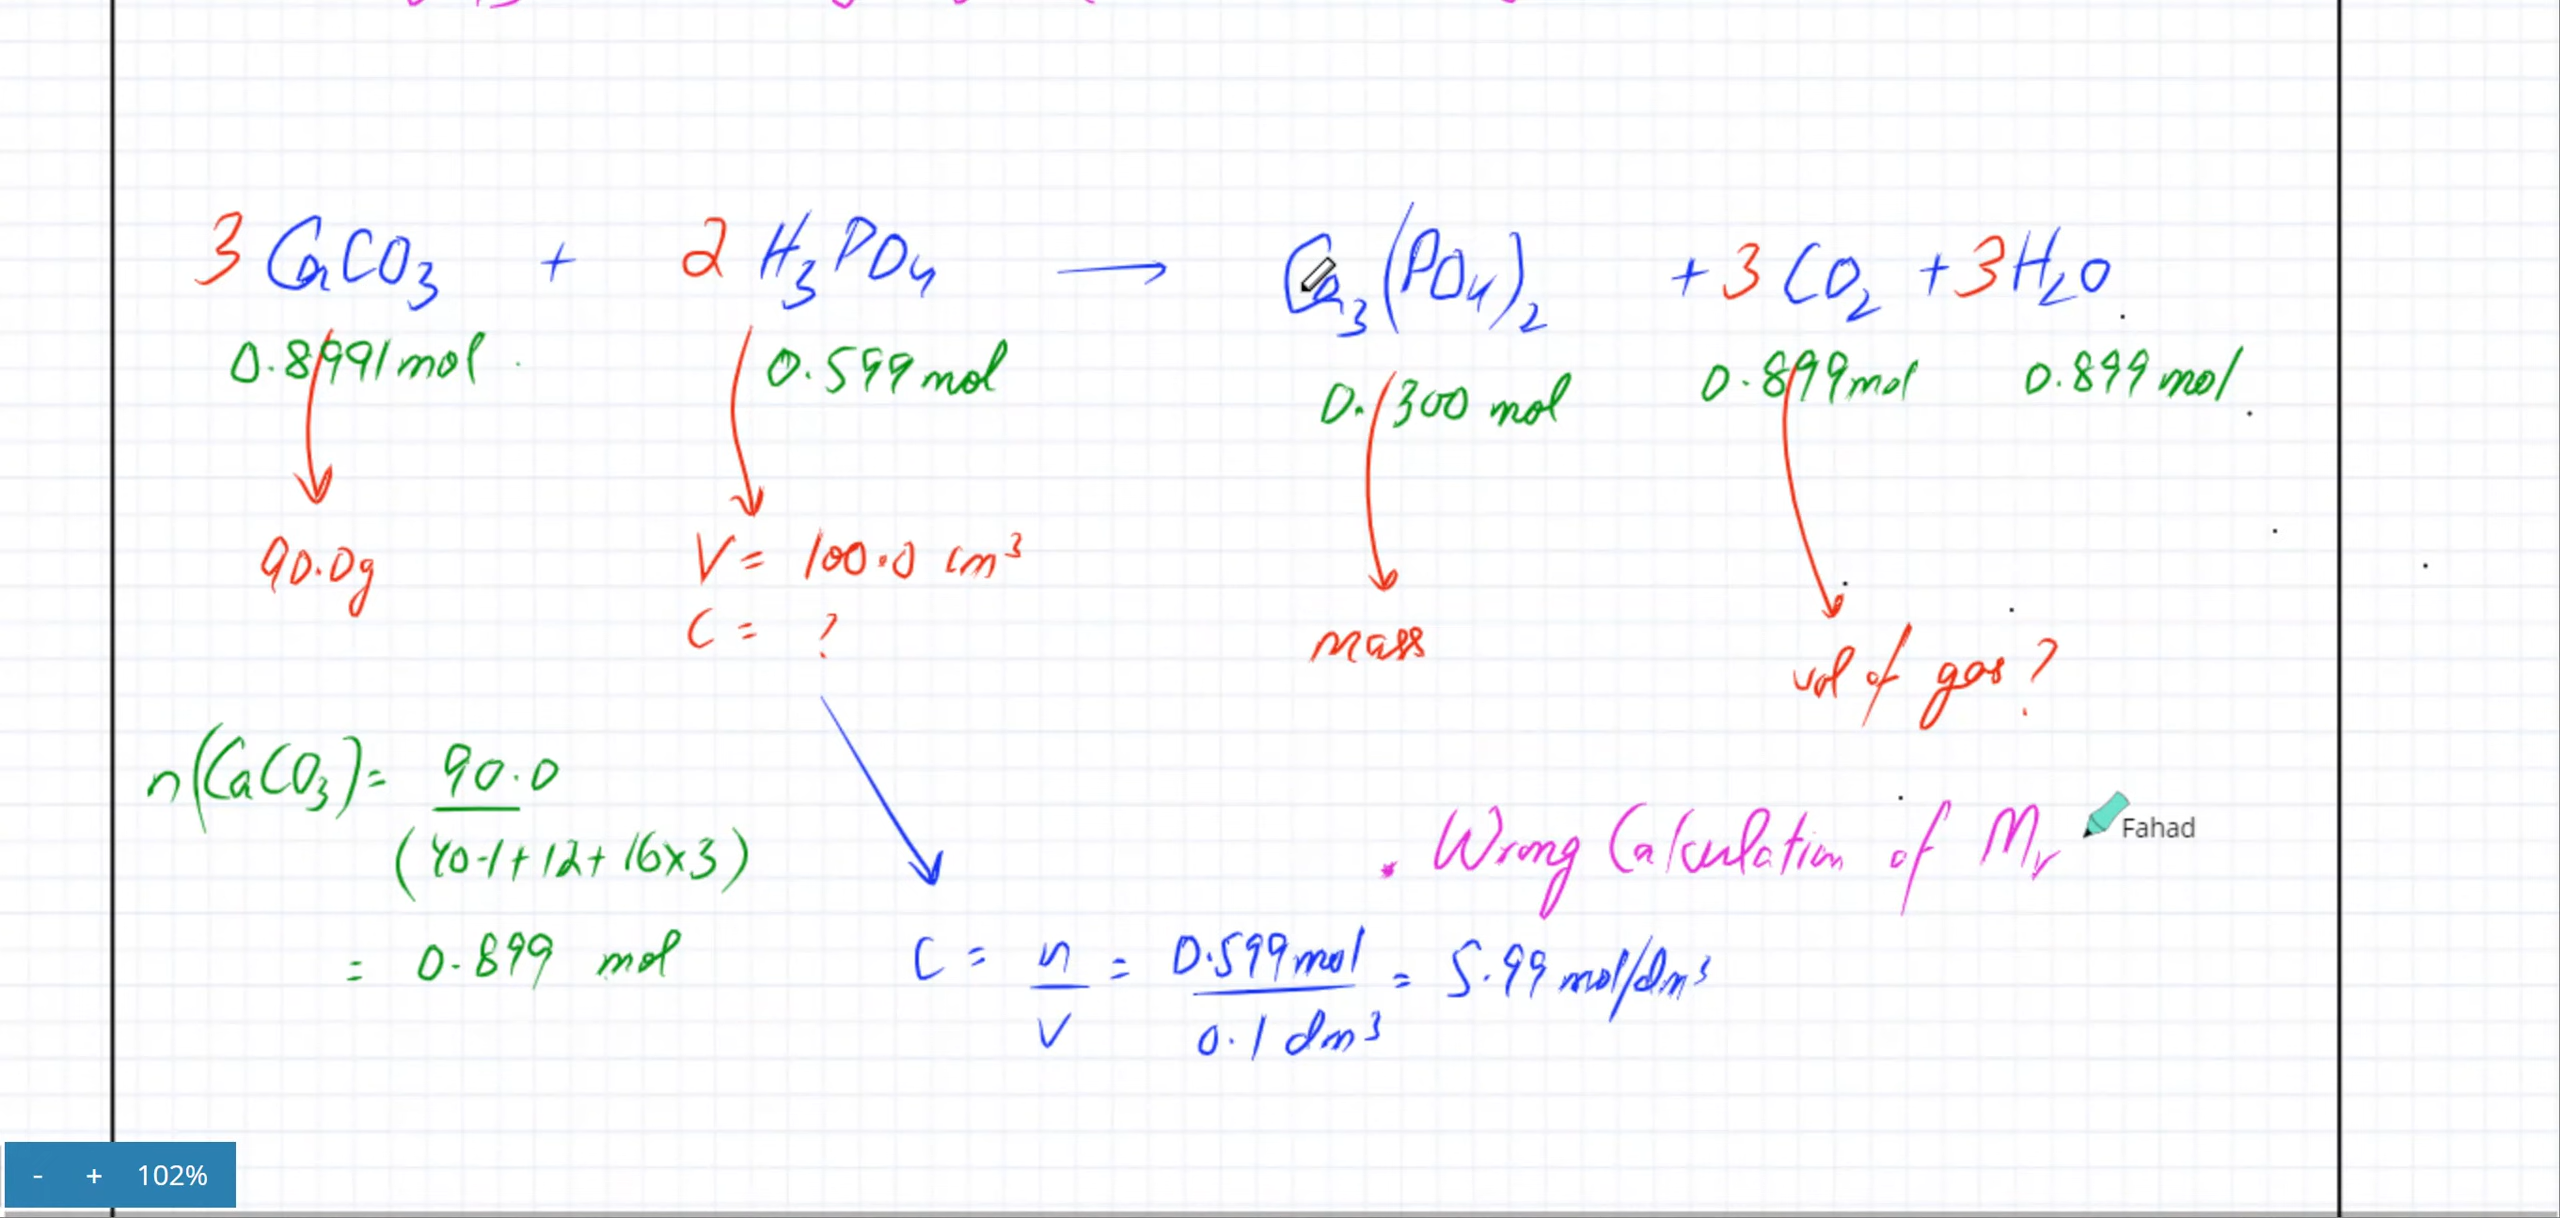 3 CaCO3 + 2 H3PO4 → Ca3(PO4)2 + 3 CO2 + 3 H2O
0.8991 mol 0.599 mol 0.300 mol 0.899 mol 0.899 mol
90.0g V = 100.0 cm³ mass vol of gas?
C = ?
n(CaCO3) = 90.0
(40.1+12+16×3)
= 0.899 mol
. Wrong Calculation of Mr
Fahad
C = n/V = 0.599 mol/0.1 dm³ = 5.99 mol/dm³
- + 102%